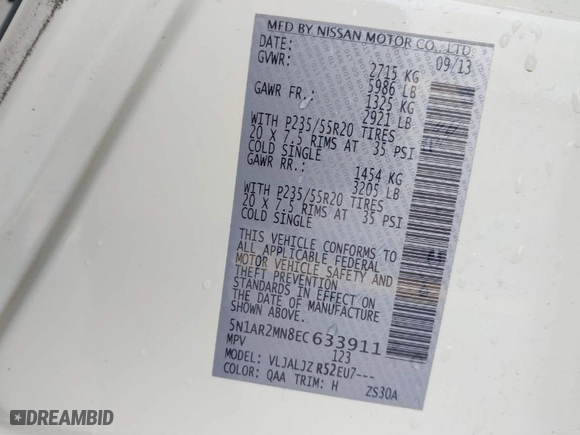 MFD BY NISSAN MOTOR CO., LTD.
DATE: 09/13
GVWR: 2715 KG
5986 LB
GAWR FR.: 1325 KG
2921 LB
WITH P235/55R20 TIRES
20 X 7.5 RIMS AT 35 PSI
COLD SINGLE
GAWR RR.: 1454 KG
3205 LB
WITH P235/55R20 TIRES
20 X 7.5 RIMS AT 35 PSI
COLD SINGLE
THIS VEHICLE CONFORMS TO
ALL APPLICABLE FEDERAL
MOTOR VEHICLE SAFETY AND
THEFT PREVENTION
STANDARDS IN EFFECT ON
THE DATE OF MANUFACTURE
SHOWN ABOVE.
5N1AR2MN8EC633911
MPV 123
MODEL: VLJALJZ R52EU7---
COLOR: QAA TRIM: H ZS30A
DREAMBID